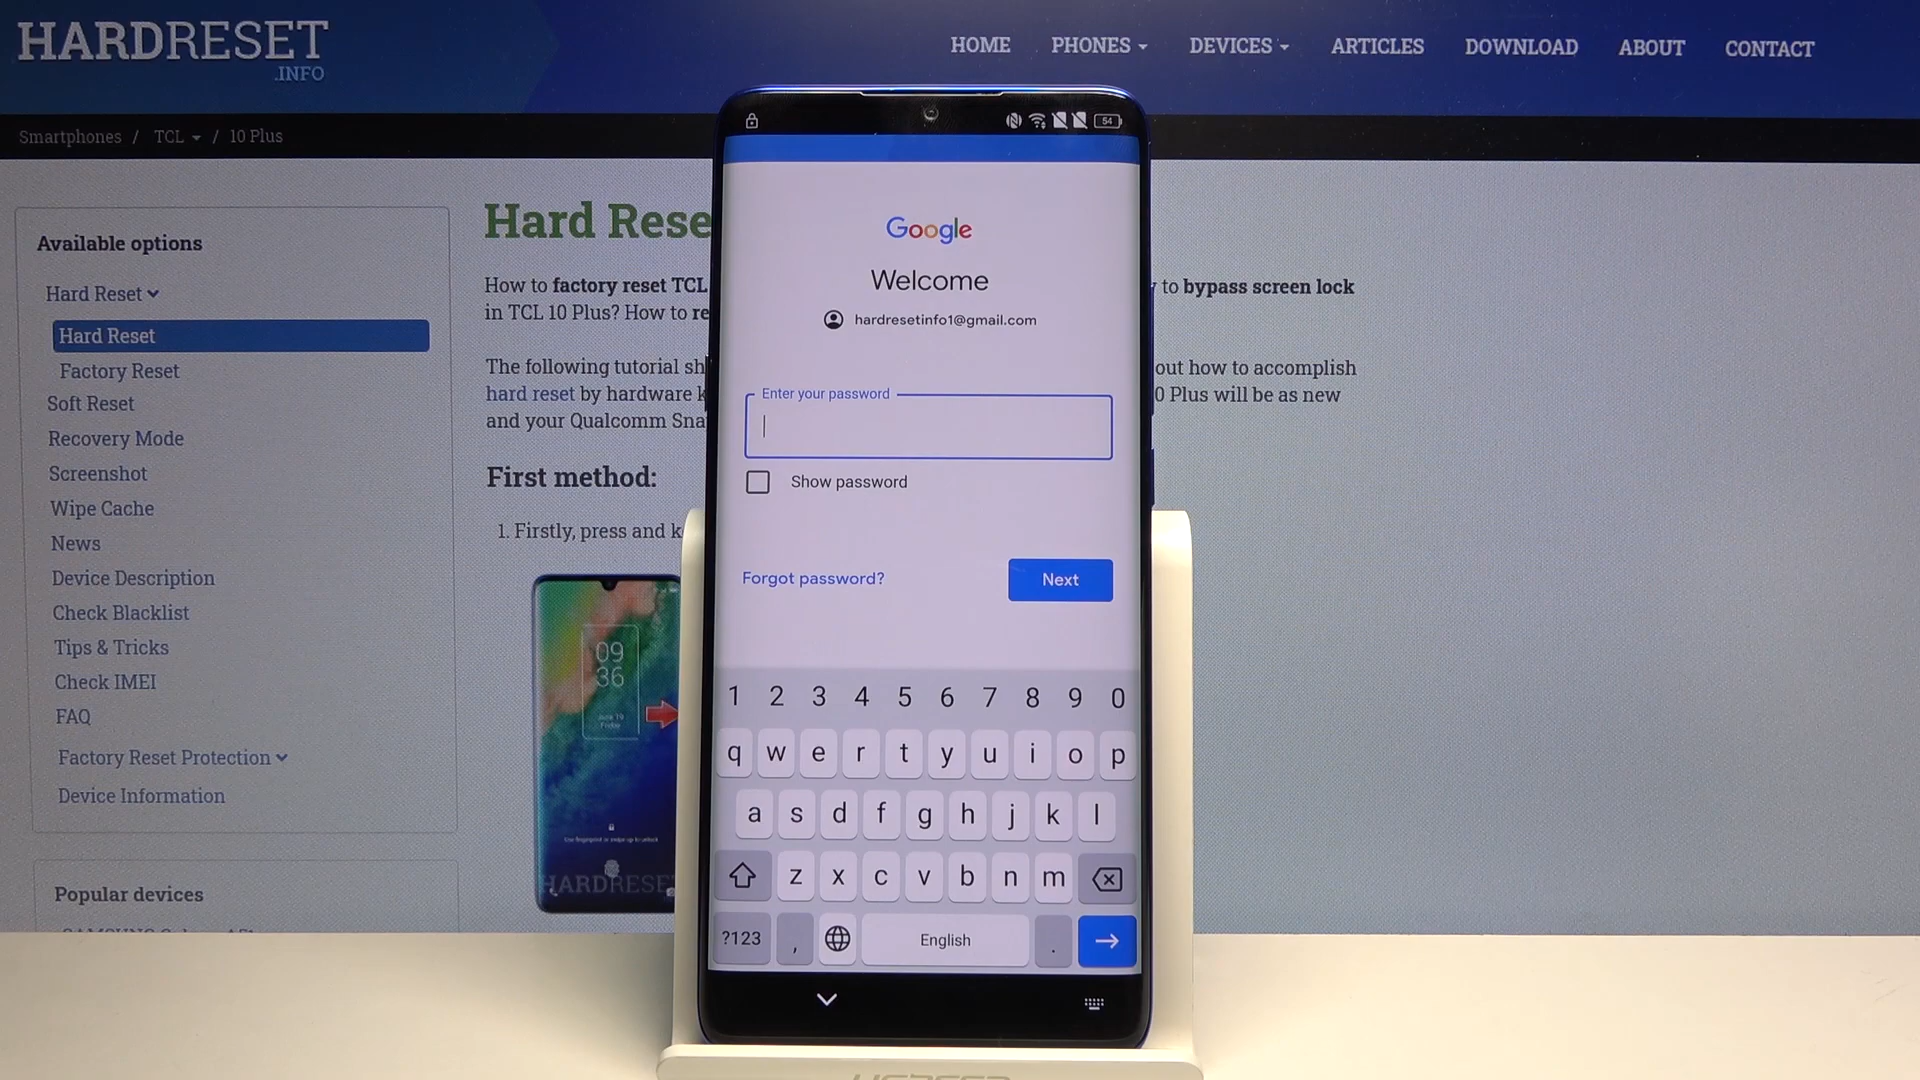 HARDRESET
.INFO
HOME PHONES DEVICES ARTICLES DOWNLOAD ABOUT CONTACT
Smartphones / TCL / 10 Plus
Available options
Hard Reset
Hard Reset
Factory Reset
Soft Reset
Recovery Mode
Screenshot
Wipe Cache
News
Device Description
Check Blacklist
Tips & Tricks
Check IMEI
FAQ
Factory Reset Protection
Device Information
Popular devices
Hard Rese
How to factory reset TCL
to bypass screen lock
in TCL 10 Plus? How to re
The following tutorial sh
out how to accomplish
hard reset by hardware k
0 Plus will be as new
and your Qualcomm Sna
First method:
1. Firstly, press and k
09
36
June 19
Friday
HARDRESE
54
Google
Welcome
hardresetinfo1@gmail.com
Enter your password
Show password
Forgot password?
Next
1 2 3 4 5 6 7 8 9 0
q w e r t y u i o p
a s d f g h j k l
z x c v b n m
?123 , English .